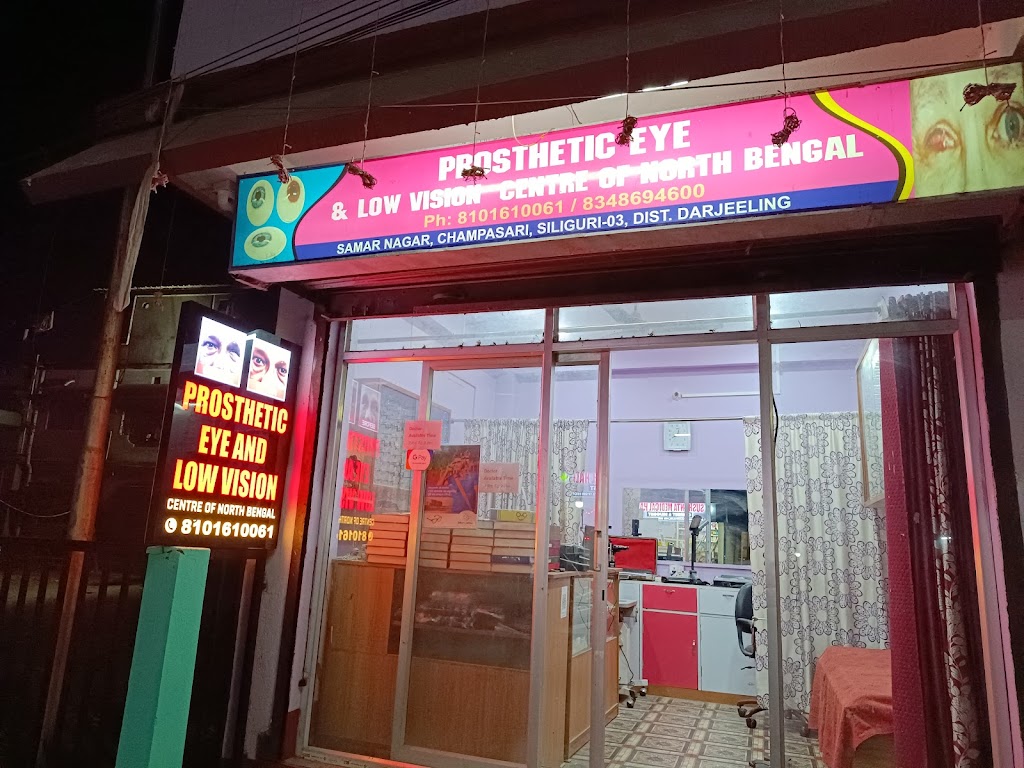 PROSTHETIC EYE
& LOW VISION CENTRE OF NORTH BENGAL
Ph: 8101610061 / 8348694600
SAMAR NAGAR, CHAMPASARI, SILIGURI-03, DIST. DARJEELING
PROSTHETIC
EYE AND
LOW VISION
CENTRE OF NORTH BENGAL
8101610061
G Pay